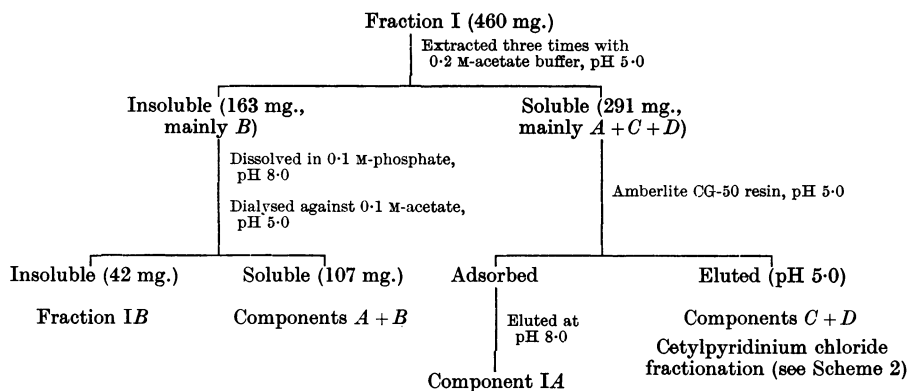 Fraction I (460 mg.)
Extracted three times with
0·2 M-acetate buffer, pH 5·0
Insoluble (163 mg.,
mainly B)
Soluble (291 mg.,
mainly A + C + D)
Dissolved in 0·1 M-phosphate,
pH 8·0
Dialysed against 0·1 M-acetate,
pH 5·0
Amberlite CG-50 resin, pH 5·0
Insoluble (42 mg.)
Soluble (107 mg.)
Adsorbed
Eluted (pH 5·0)
Fraction IB
Components A + B
Eluted at
pH 8·0
Components C + D
Cetylpyridinium chloride
fractionation (see Scheme 2)
Component IA